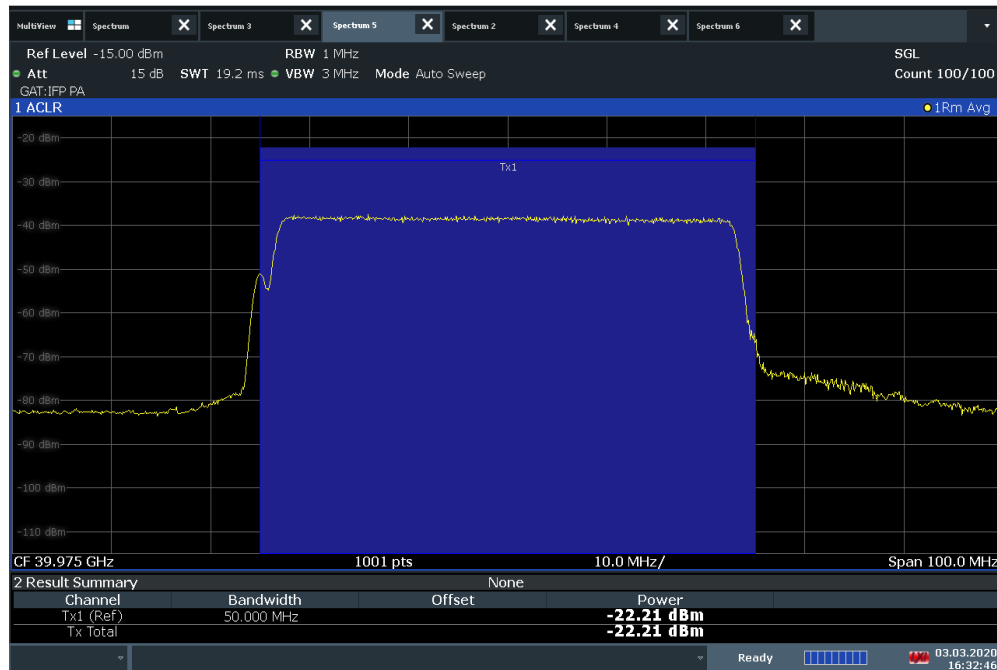 MultiView Spectrum Spectrum 3 Spectrum 5 Spectrum 2 Spectrum 4 Spectrum 6
Ref Level -15.00 dBm RBW 1 MHz SGL
Att 15 dB SWT 19.2 ms VBW 3 MHz Mode Auto Sweep Count 100/100
GAT:IFP PA
1 ACLR 1Rm Avg
-20 dBm
Tx1
-30 dBm
-40 dBm
-50 dBm
-60 dBm
-70 dBm
-80 dBm
-90 dBm
-100 dBm
-110 dBm
CF 39.975 GHz 1001 pts 10.0 MHz/ Span 100.0 MHz
2 Result Summary None
Channel Bandwidth Offset Power
Tx1 (Ref) 50.000 MHz -22.21 dBm
Tx Total -22.21 dBm
Ready 03.03.2020
16:32:46